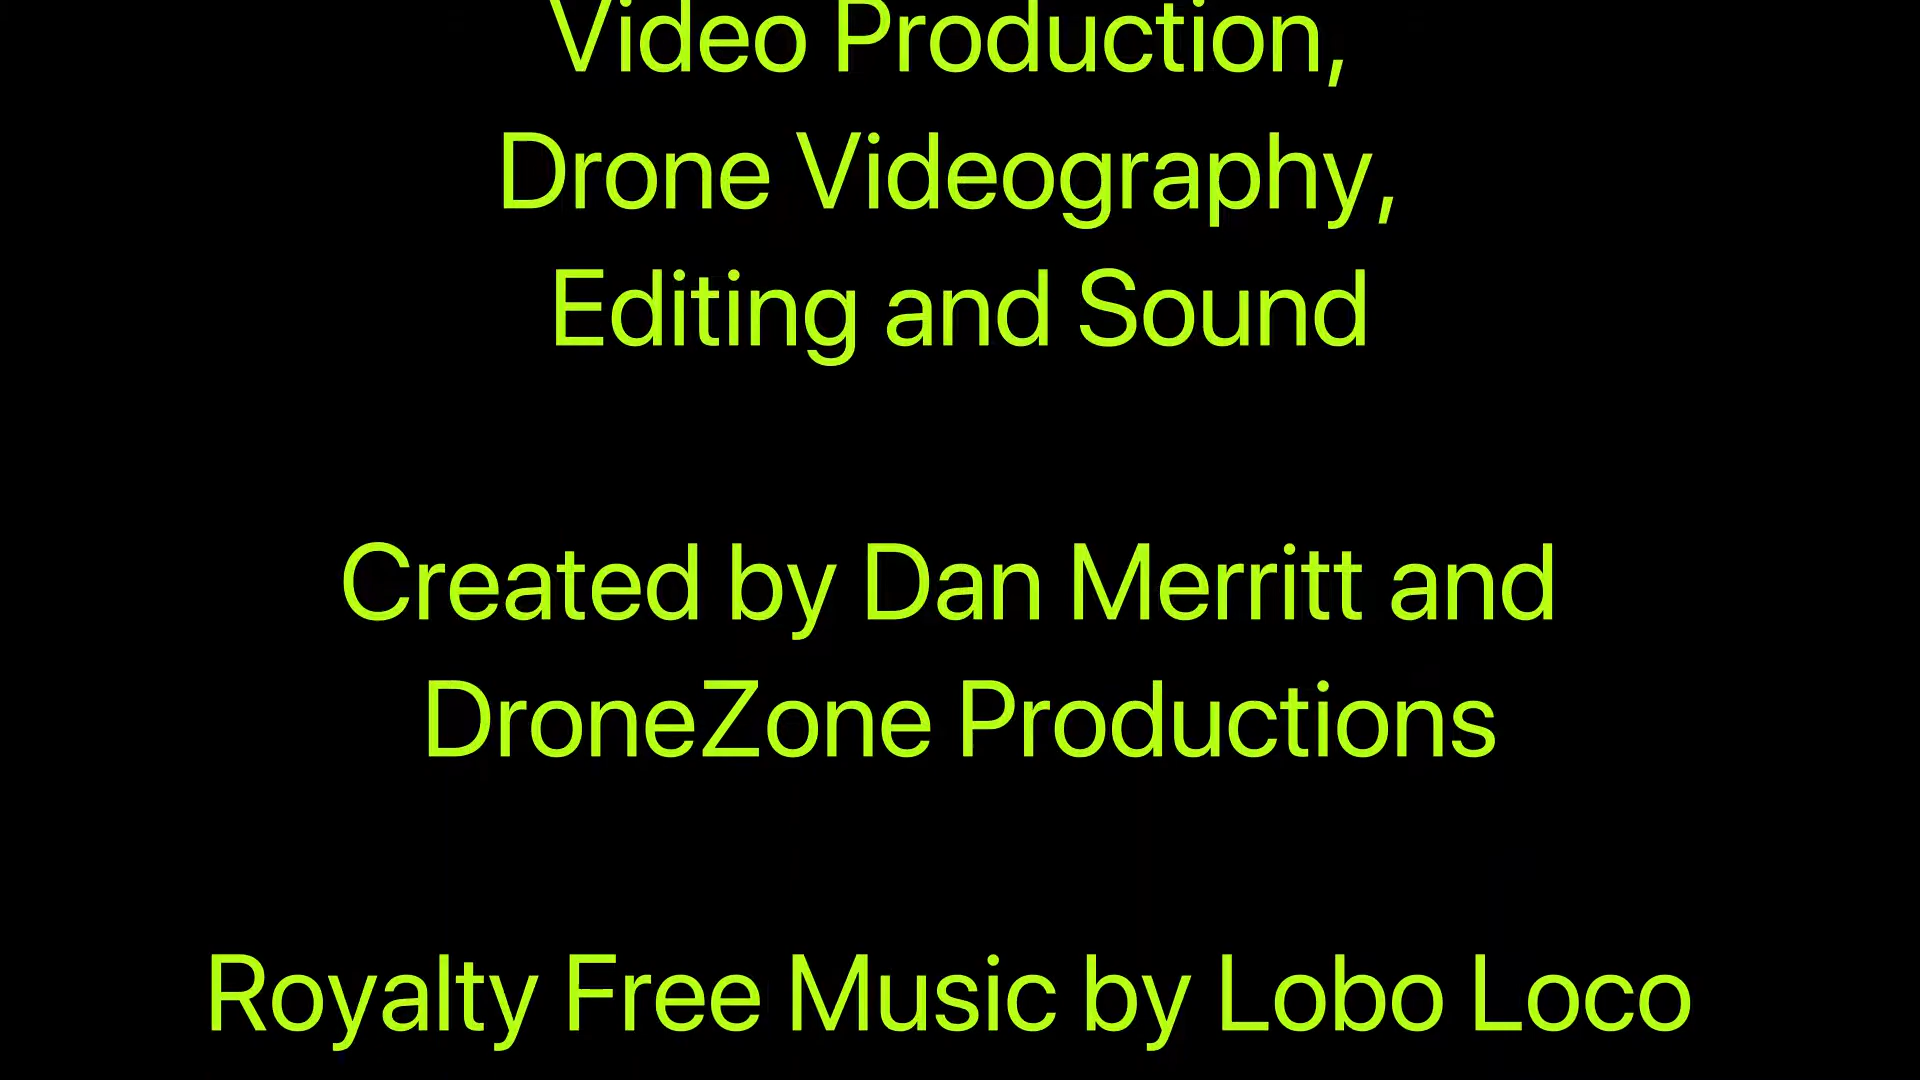 Video Production,
Drone Videography,
Editing and Sound
Created by Dan Merritt and
DroneZone Productions
Royalty Free Music by Lobo Loco